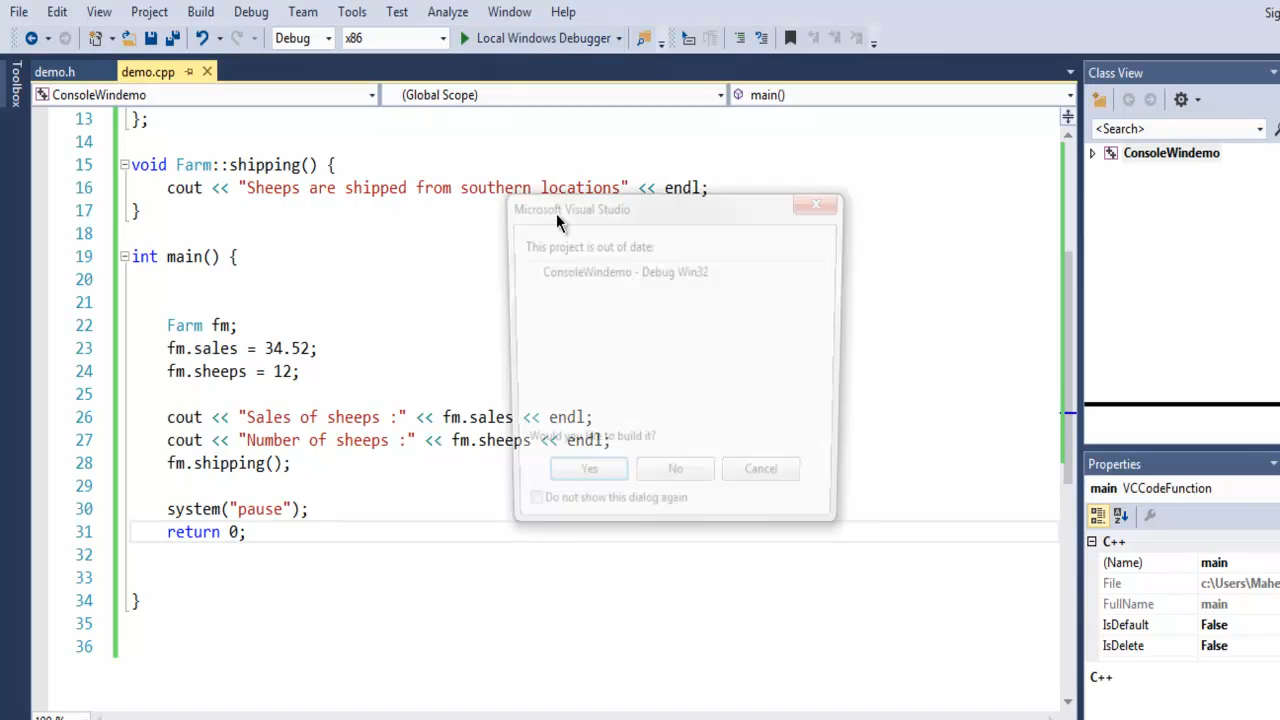 File Edit View Project Build Debug Team Tools Test Analyze Window Help
Debug x86 Local Windows Debugger
Toolbox
demo.h demo.cpp
ConsoleWindemo (Global Scope) main()
13 };
14
15 void Farm::shipping() {
16 cout << "Sheeps are shipped from southern locations" << endl;
17 }
18
19 int main() {
20
21
22 Farm fm;
23 fm.sales = 34.52;
24 fm.sheeps = 12;
25
26 cout << "Sales of sheeps :" << fm.sales << endl;
27 cout << "Number of sheeps :" << fm.sheeps << endl;
28 fm.shipping();
29
30 system("pause");
31 return 0;
32
33
34 }
35
36
Microsoft Visual Studio
This project is out of date:
ConsoleWindemo - Debug Win32
Would you like to build it?
Yes No Cancel
Do not show this dialog again
Class View
<Search>
ConsoleWindemo
Properties
main VCCodeFunction
C++
(Name) main
File c:\Users\Mahe
FullName main
IsDefault False
IsDelete False
C++